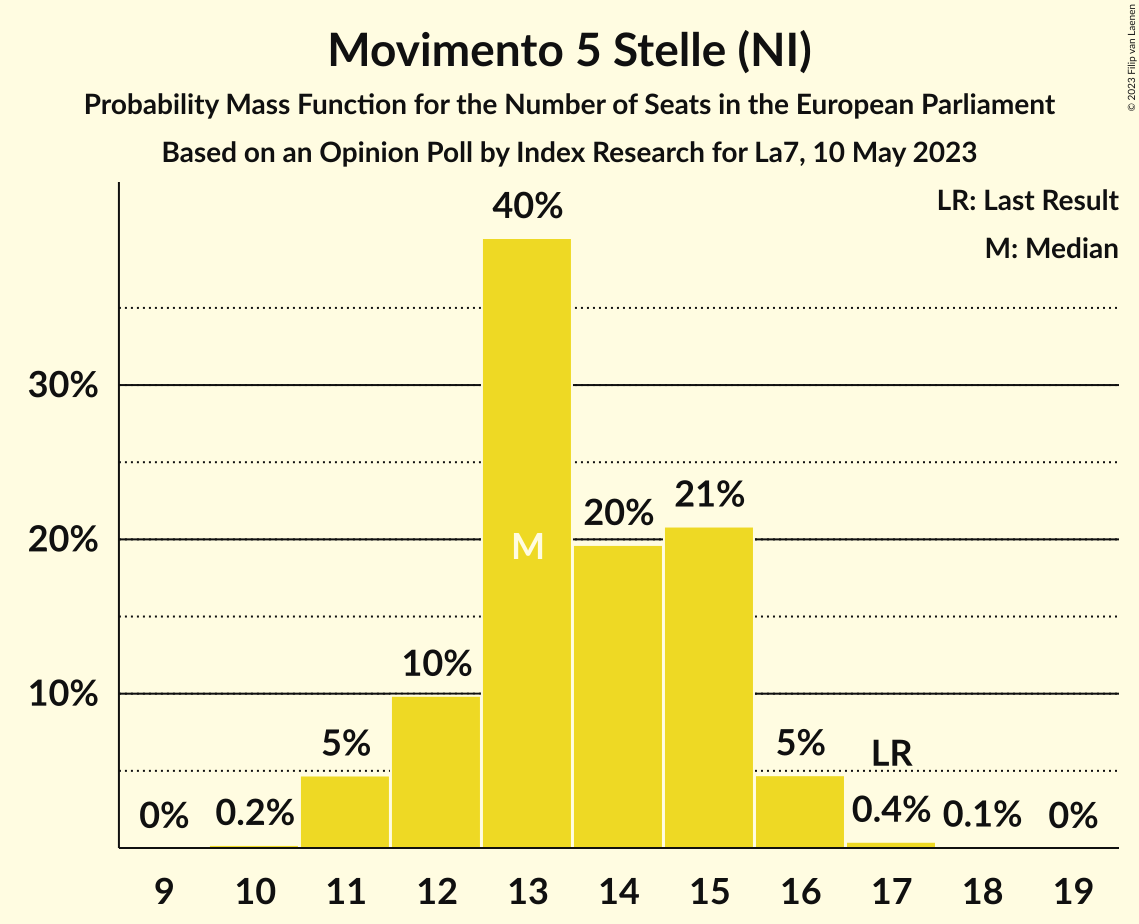 Movimento 5 Stelle (NI)
Probability Mass Function for the Number of Seats in the European Parliament
Based on an Opinion Poll by Index Research for La7, 10 May 2023
© 2023 Filip van Laenen
LR: Last Result
M: Median
40%
30%
20%
10%
M
20%
21%
10%
5%
5%
LR
0%
0.2%
0.4%
0.1%
0%
9 10 11 12 13 14 15 16 17 18 19